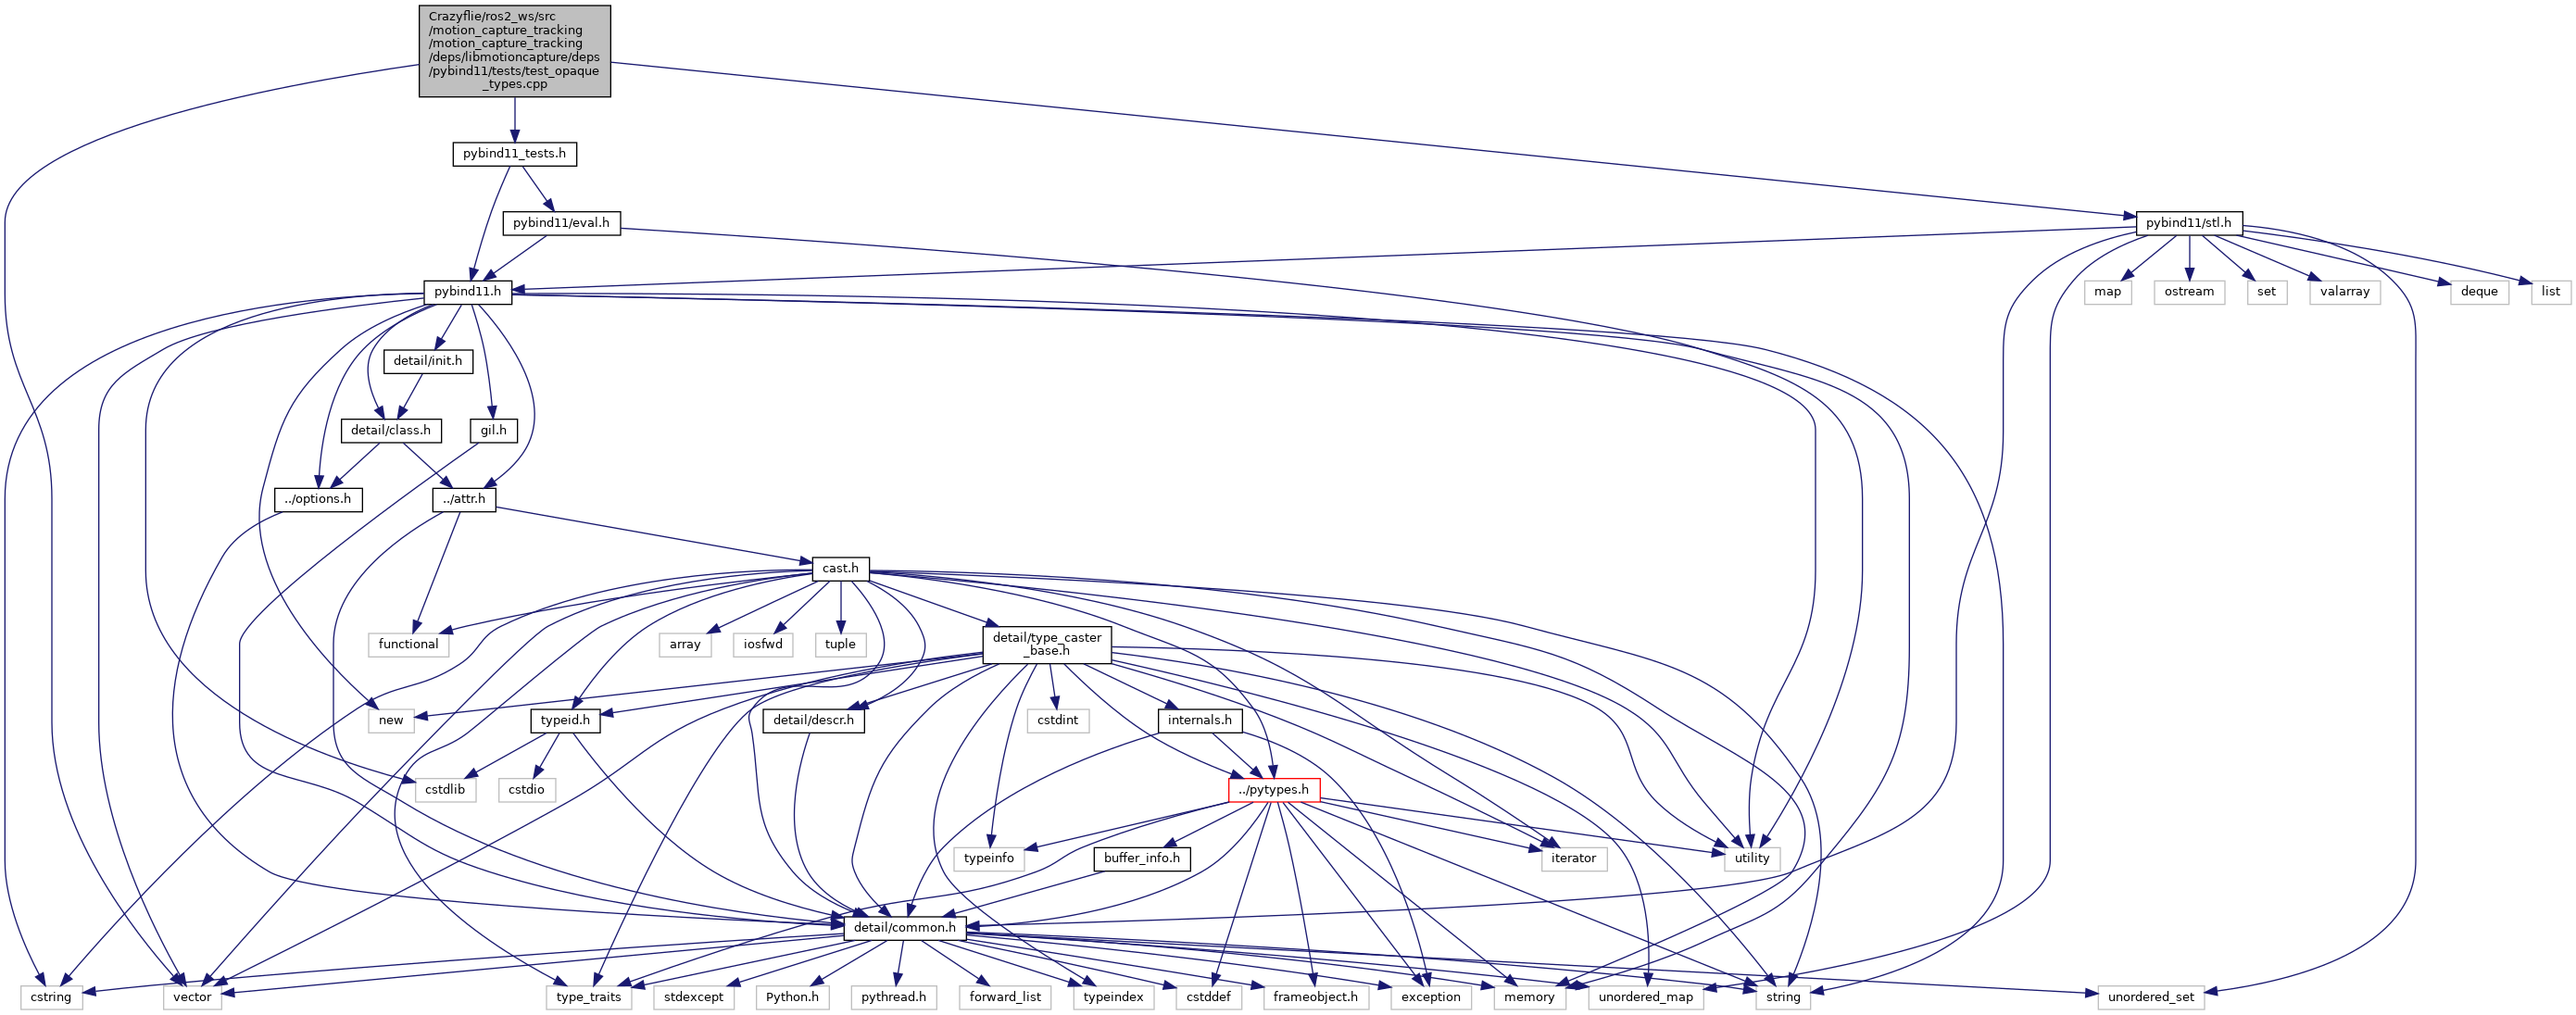 Crazyflie/ros2_ws/src
/motion_capture_tracking
/motion_capture_tracking
/deps/libmotioncapture/deps
/pybind11/tests/test_opaque
_types.cpp
pybind11_tests.h
pybind11/eval.h
pybind11/stl.h
pybind11.h
map
ostream
set
valarray
deque
list
detail/init.h
detail/class.h
gil.h
../options.h
../attr.h
cast.h
functional
array
iosfwd
tuple
detail/type_caster
_base.h
new
typeid.h
detail/descr.h
cstdint
internals.h
cstdlib
cstdio
../pytypes.h
typeinfo
buffer_info.h
iterator
utility
detail/common.h
cstring
vector
type_traits
stdexcept
Python.h
pythread.h
forward_list
typeindex
cstddef
frameobject.h
exception
memory
unordered_map
string
unordered_set